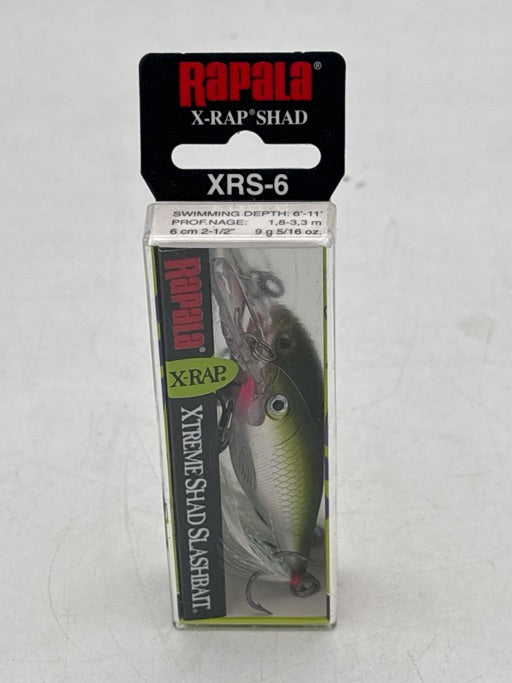 RAPALA®
X-RAP® SHAD
XRS-6
SWIMMING DEPTH: 6'-11'
PROF.NAGE: 1,8-3,3 m
6 cm 2-1/2" 9 g 5/16 oz.
RAPALA®
X-RAP®
XTREME SHAD SLASHBAIT.